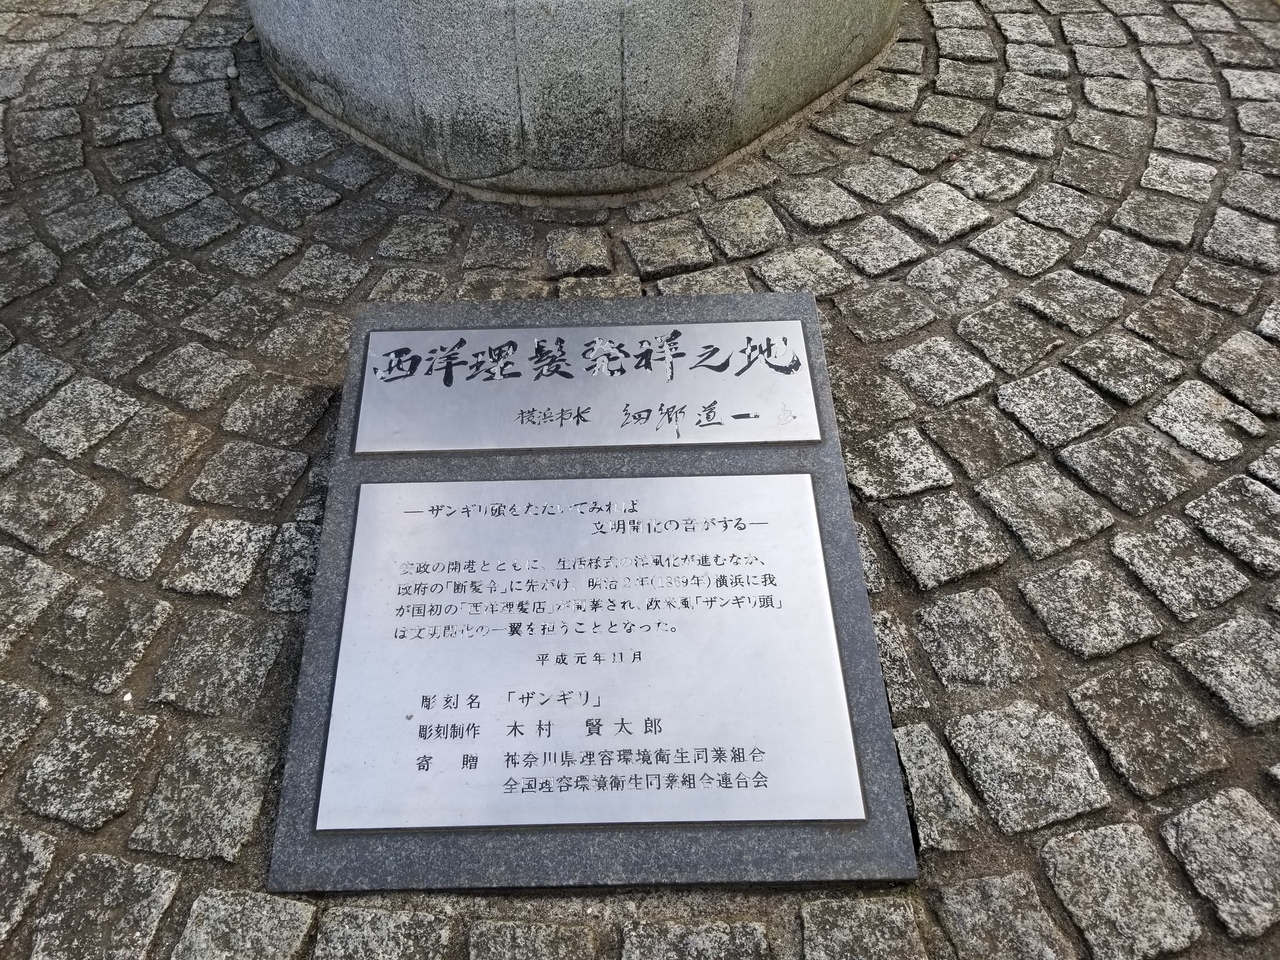 西洋理髪発祥之地
横浜市長 細郷道一
―ザンギリ頭をたたいてみれば
文明開化の音がする―
安政の開港とともに、生活様式の洋風化が進むなか、
政府の「断髪令」に先がけ、明治2年(1869年)横浜に我
が国初の「西洋理髪店」が開業され、欧米風「ザンギリ頭」
は文明開化の一翼を担うこととなった。
平成元年11月
彫刻名 「ザンギリ」
彫刻制作 木村 賢太郎
寄贈 神奈川県理容環境衛生同業組合
全国理容環境衛生同業組合連合会